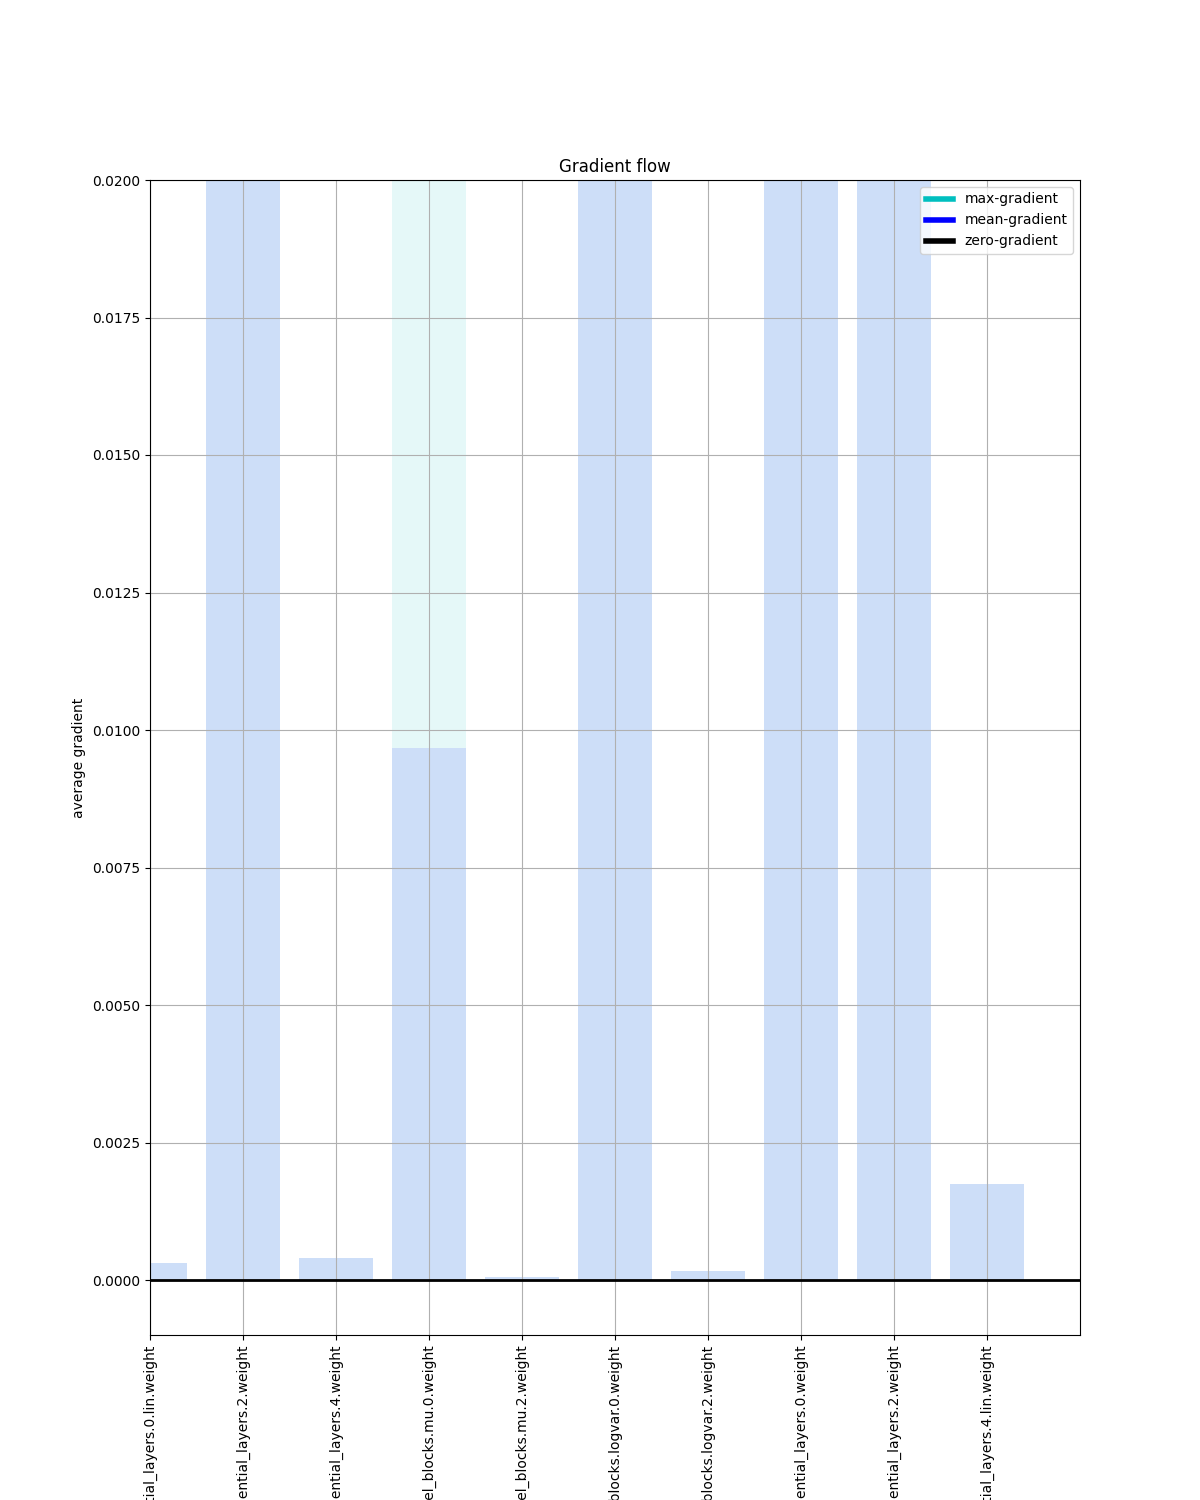 Gradient flow
max-gradient
mean-gradient
zero-gradient
0.0200
0.0175
0.0150
0.0125
0.0100
0.0075
0.0050
0.0025
0.0000
average gradient
tial_layers.0.lin.weight
ential_layers.2.weight
ential_layers.4.weight
el_blocks.mu.0.weight
el_blocks.mu.2.weight
blocks.logvar.0.weight
blocks.logvar.2.weight
ential_layers.0.weight
ential_layers.2.weight
tial_layers.4.lin.weight